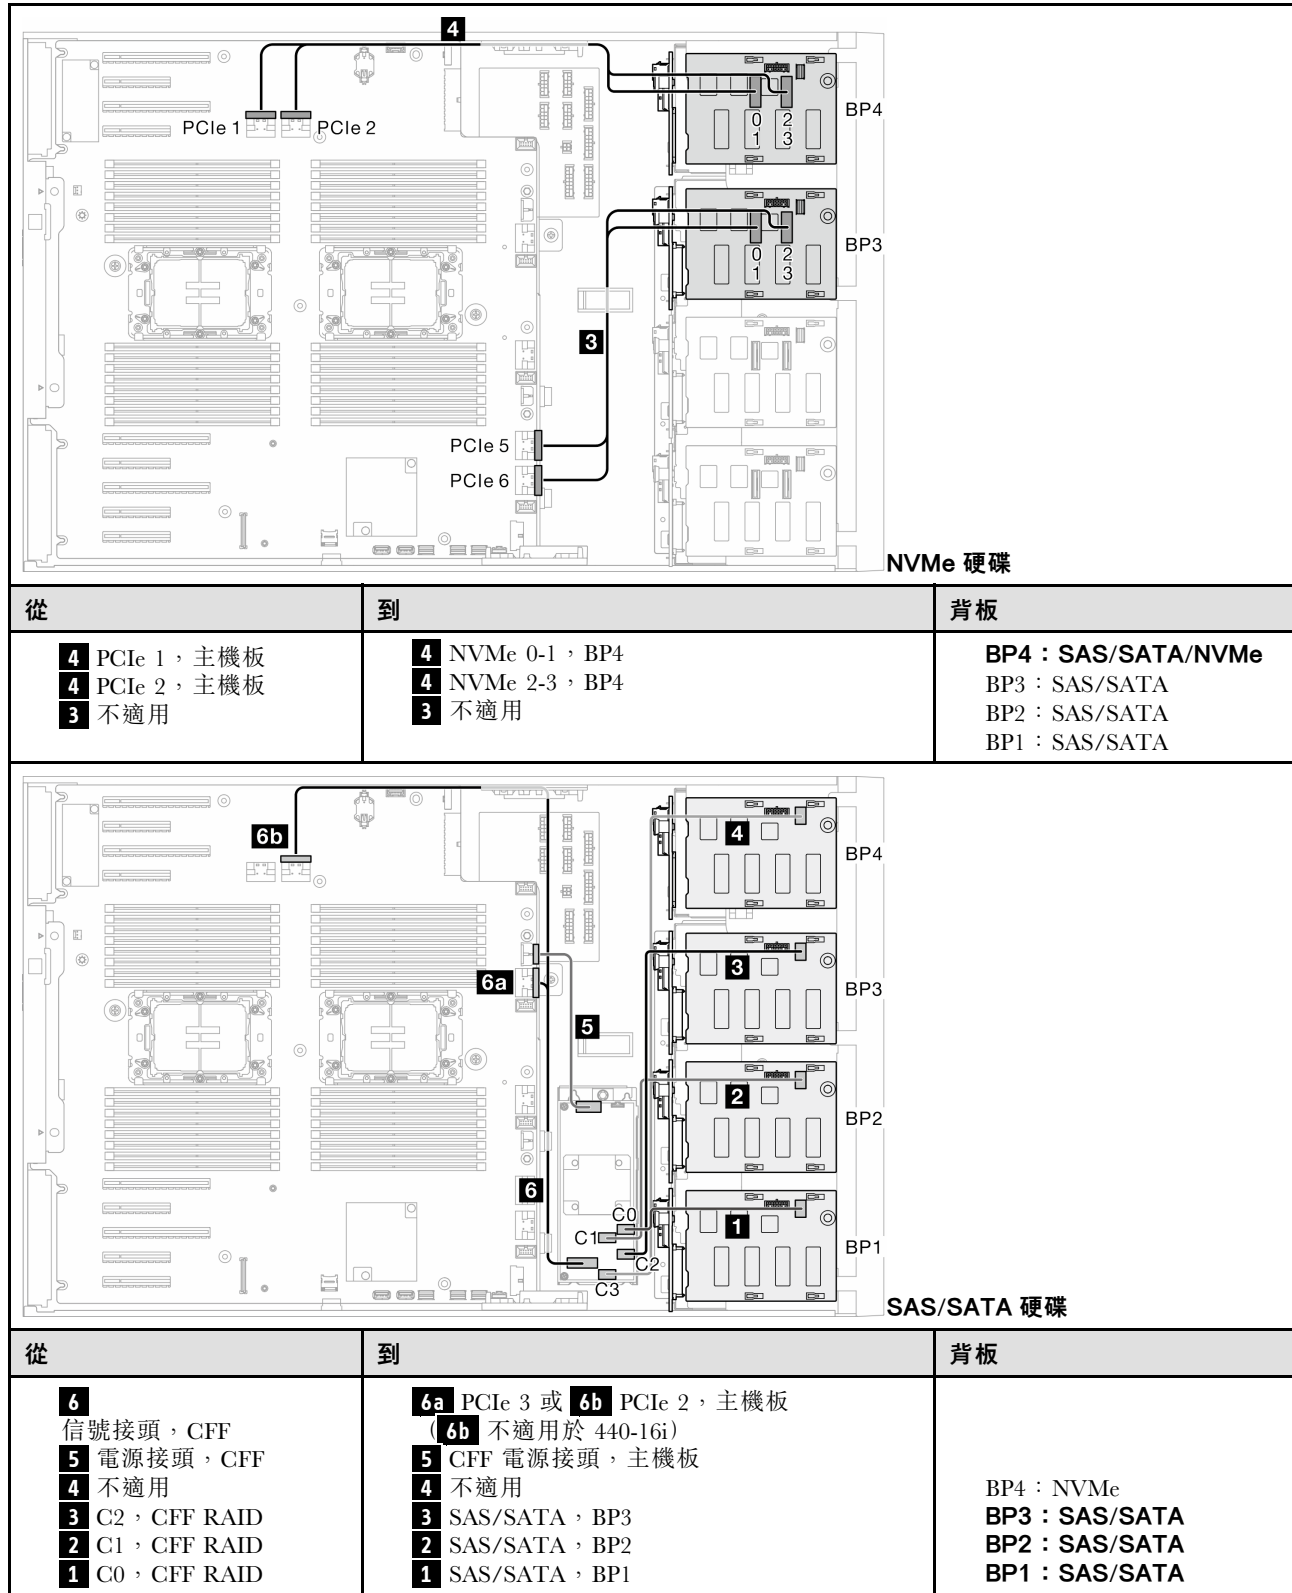 4
PCIe 1
PCIe 2
0
1
2
3
BP4
0
1
2
3
BP3
3
PCIe 5
PCIe 6
NVMe 硬碟
從
到
背板
4 PCIe 1，主機板
4 PCIe 2，主機板
3 不適用
4 NVMe 0-1，BP4
4 NVMe 2-3，BP4
3 不適用
BP4：SAS/SATA/NVMe
BP3：SAS/SATA
BP2：SAS/SATA
BP1：SAS/SATA
6b
4
BP4
6a
3
BP3
5
2
BP2
6
C0
C1
C2
C3
1
BP1
SAS/SATA 硬碟
從
到
背板
6
信號接頭，CFF
5 電源接頭，CFF
4 不適用
3 C2，CFF RAID
2 C1，CFF RAID
1 C0，CFF RAID
6a PCIe 3 或 6b PCIe 2，主機板
（6b 不適用於 440-16i）
5 CFF 電源接頭，主機板
4 不適用
3 SAS/SATA，BP3
2 SAS/SATA，BP2
1 SAS/SATA，BP1
BP4：NVMe
BP3：SAS/SATA
BP2：SAS/SATA
BP1：SAS/SATA